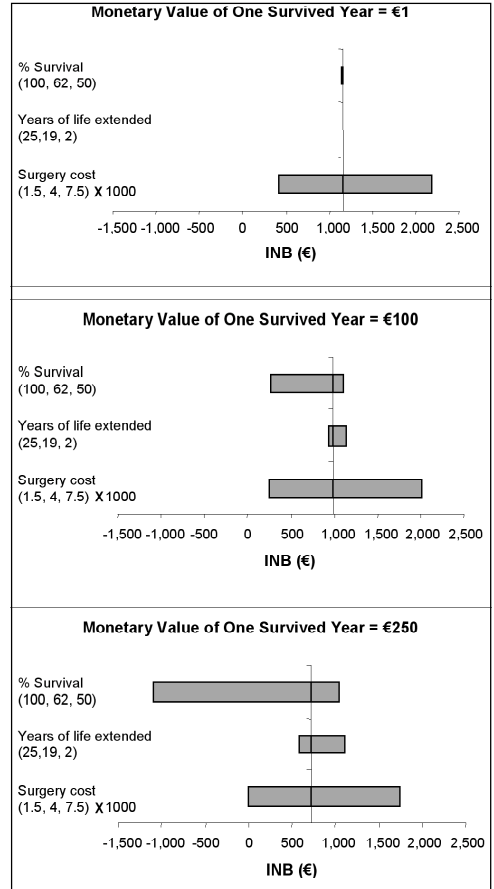 Monetary Value of One Survived Year = €1
% Survival
(100, 62, 50)
Years of life extended
(25,19, 2)
Surgery cost
(1.5, 4, 7.5) X 1000
-1,500 -1,000 -500 0 500 1,000 1,500 2,000 2,500
INB (€)
Monetary Value of One Survived Year = €100
% Survival
(100, 62, 50)
Years of life extended
(25,19, 2)
Surgery cost
(1.5, 4, 7.5) X 1000
-1,500 -1,000 -500 0 500 1,000 1,500 2,000 2,500
INB (€)
Monetary Value of One Survived Year = €250
% Survival
(100, 62, 50)
Years of life extended
(25,19, 2)
Surgery cost
(1.5, 4, 7.5) X 1000
-1,500 -1,000 -500 0 500 1,000 1,500 2,000 2,500
INB (€)